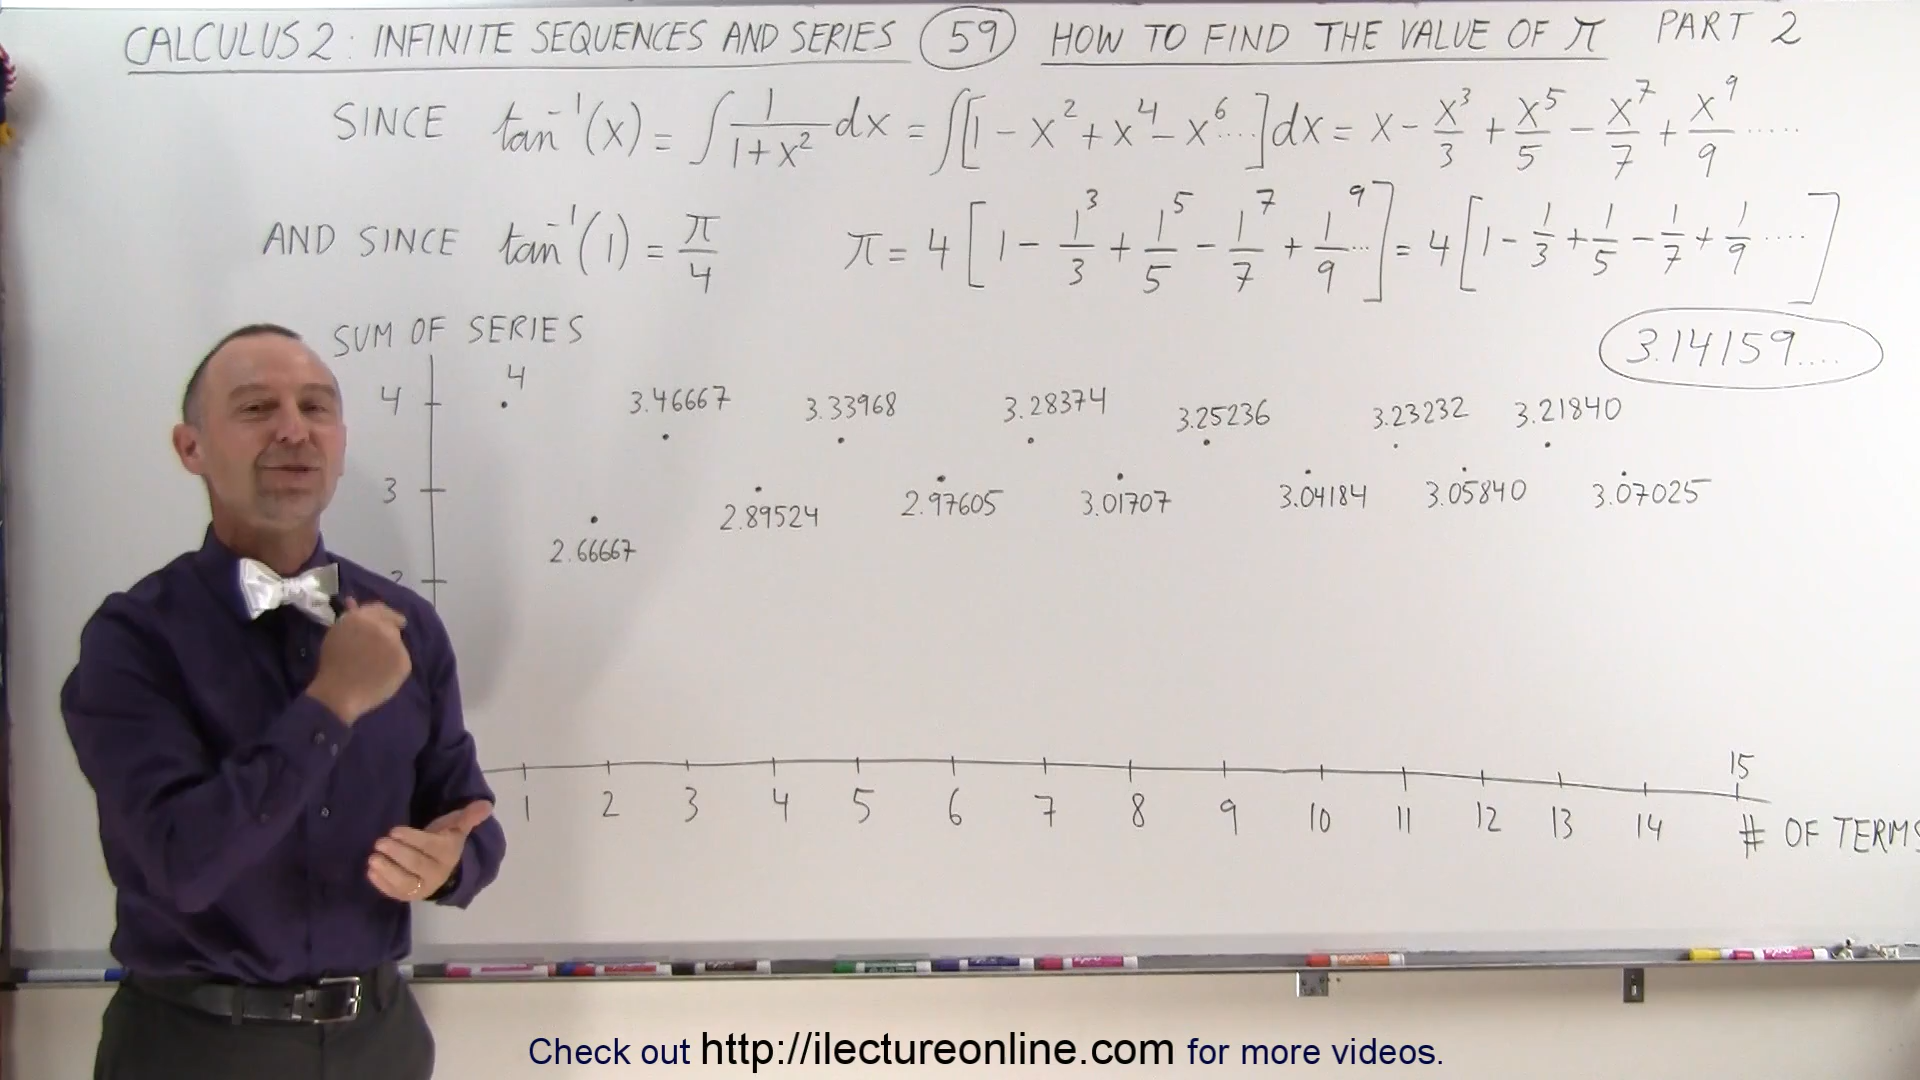 CALCULUS 2 : INFINITE SEQUENCES AND SERIES 59 HOW TO FIND THE VALUE OF π PART 2
SINCE tan⁻¹(x) = ∫ 1/(1+x²) dx = ∫[1 - x² + x⁴ - x⁶ ....]dx = x - x³/3 + x⁵/5 - x⁷/7 + x⁹/9 .....
AND SINCE tan⁻¹(1) = π/4 π = 4 [1 - 1³/3 + 1⁵/5 - 1⁷/7 + 1⁹/9 ...] = 4 [1 - 1/3 + 1/5 - 1/7 + 1/9 ....]
SUM OF SERIES
3.14159....
4
4 3.46667 3.33968 3.28374 3.25236 3.23232 3.21840
3 2.89524 2.97605 3.01707 3.04184 3.05840 3.07025
2.66667
2
15
1 2 3 4 5 6 7 8 9 10 11 12 13 14
# OF TERMS
Check out http://ilectureonline.com for more videos.